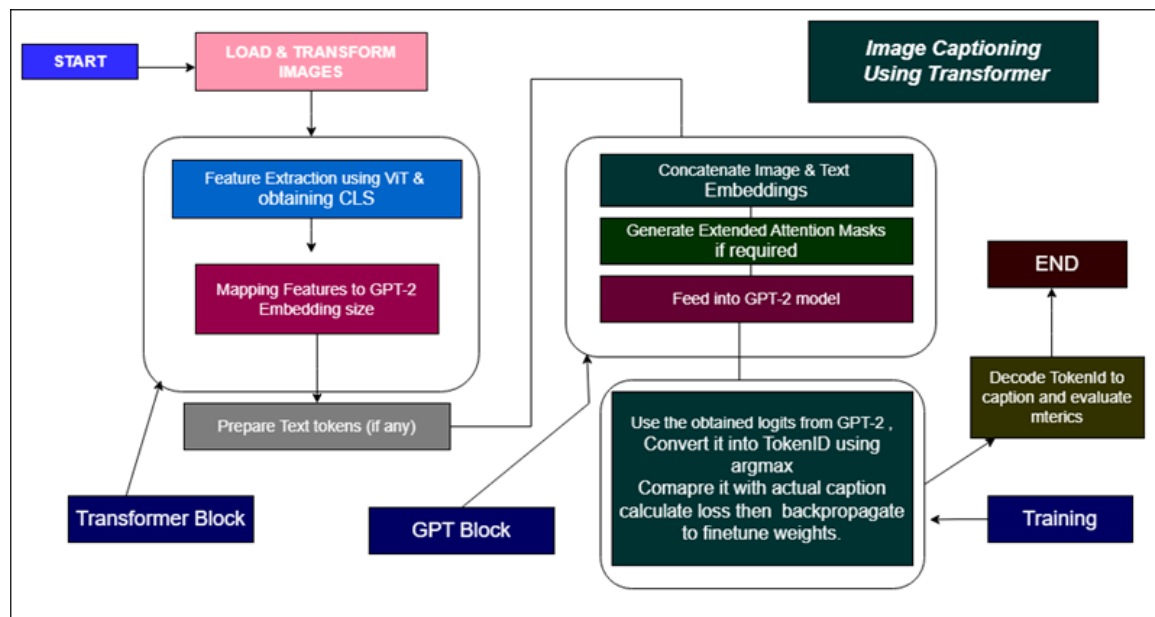 START
LOAD & TRANSFORM
IMAGES
Image Captioning
Using Transformer
Feature Extraction using ViT &
obtaining CLS
Mapping Features to GPT-2
Embedding size
Prepare Text tokens (if any)
Transformer Block
Concatenate Image & Text
Embeddings
Generate Extended Attention Masks
if required
Feed into GPT-2 model
GPT Block
Use the obtained logits from GPT-2 ,
Convert it into TokenID using
argmax
Comapre it with actual caption
calculate loss then backpropagate
to finetune weights.
Training
Decode TokenId to
caption and evaluate
mterics
END